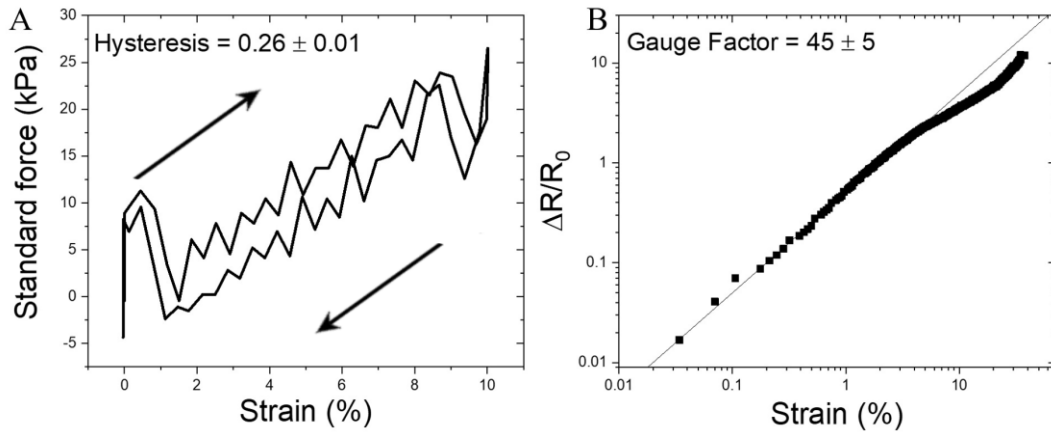 A
Hysteresis = 0.26 ± 0.01
Standard force (kPa)
30
25
20
15
10
5
0
-5
0
2
4
6
8
10
Strain (%)
B
Gauge Factor = 45 ± 5
ΔR/R₀
10
1
0.1
0.01
0.01
0.1
1
10
Strain (%)